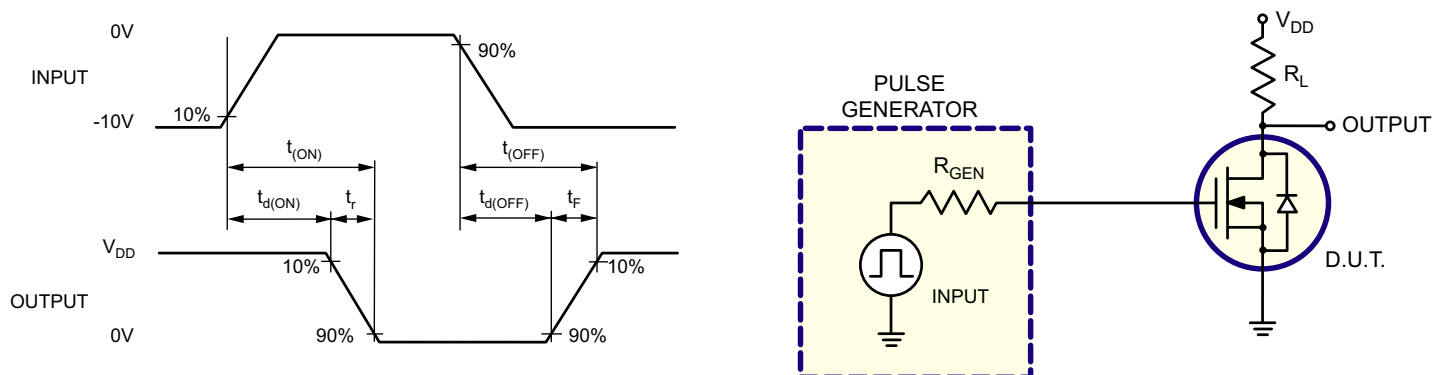 0V
INPUT
-10V
10%
90%
t(ON)
t(OFF)
td(ON)
tr
td(OFF)
tF
VDD
OUTPUT
0V
10%
90%
10%
90%
PULSE
GENERATOR
RGEN
INPUT
VDD
RL
OUTPUT
D.U.T.